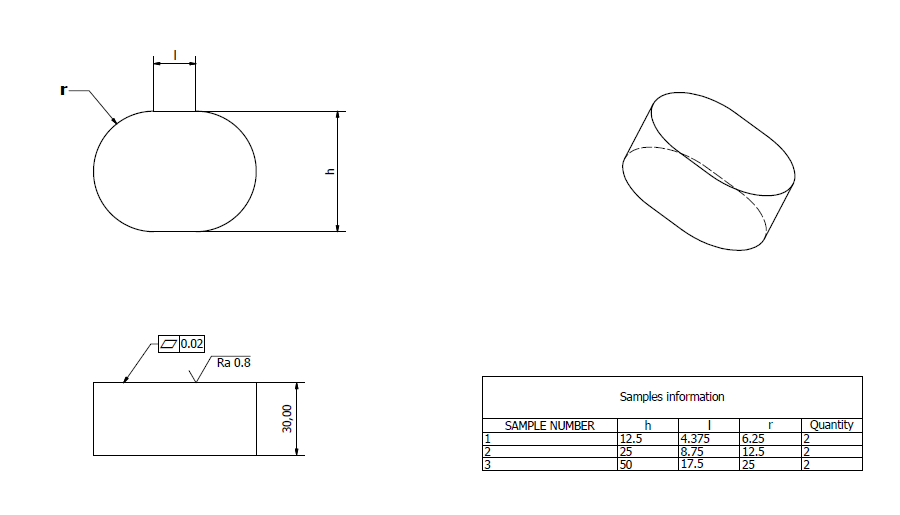 l
r
h
0.02
Ra 0.8
30,00
Samples information
SAMPLE NUMBER h l r Quantity
1 12.5 4.375 6.25 2
2 25 8.75 12.5 2
3 50 17.5 25 2